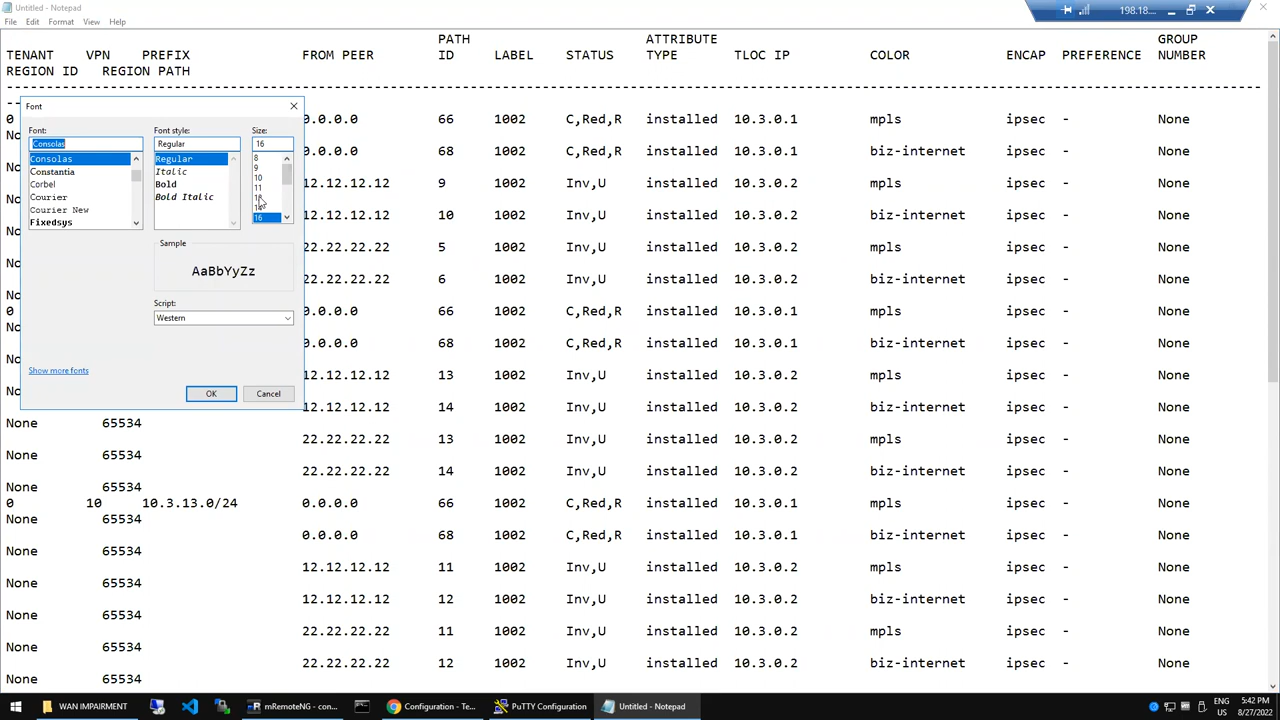 Untitled - Notepad
198.18....
File Edit Format View Help
PATH ATTRIBUTE GROUP
TENANT VPN PREFIX FROM PEER ID LABEL STATUS TYPE TLOC IP COLOR ENCAP PREFERENCE NUMBER
REGION ID REGION PATH
--------------------------------------------------------------------------------------------------------------------------------------------------------------
--
Font
Font:
Consolas
Consolas
Constantia
Corbel
Courier
Courier New
Fixedsys
Font style:
Regular
Regular
Italic
Bold
Bold Italic
Size:
16
8
9
10
11
14
16
Sample
AaBbYyZz
Script:
Western
Show more fonts
OK Cancel
0 0.0.0.0 66 1002 C,Red,R installed 10.3.0.1 mpls ipsec - None
No
0.0.0.0 68 1002 C,Red,R installed 10.3.0.1 biz-internet ipsec - None
No
12.12.12.12 9 1002 Inv,U installed 10.3.0.2 mpls ipsec - None
No
12.12.12.12 10 1002 Inv,U installed 10.3.0.2 biz-internet ipsec - None
No
22.22.22.22 5 1002 Inv,U installed 10.3.0.2 mpls ipsec - None
No
22.22.22.22 6 1002 Inv,U installed 10.3.0.2 biz-internet ipsec - None
No
0 0.0.0.0 66 1002 C,Red,R installed 10.3.0.1 mpls ipsec - None
No
0.0.0.0 68 1002 C,Red,R installed 10.3.0.1 biz-internet ipsec - None
No
12.12.12.12 13 1002 Inv,U installed 10.3.0.2 mpls ipsec - None
No
12.12.12.12 14 1002 Inv,U installed 10.3.0.2 biz-internet ipsec - None
None 65534
22.22.22.22 13 1002 Inv,U installed 10.3.0.2 mpls ipsec - None
None 65534
22.22.22.22 14 1002 Inv,U installed 10.3.0.2 biz-internet ipsec - None
None 65534
0 10 10.3.13.0/24 0.0.0.0 66 1002 C,Red,R installed 10.3.0.1 mpls ipsec - None
None 65534
0.0.0.0 68 1002 C,Red,R installed 10.3.0.1 biz-internet ipsec - None
None 65534
12.12.12.12 11 1002 Inv,U installed 10.3.0.2 mpls ipsec - None
None 65534
12.12.12.12 12 1002 Inv,U installed 10.3.0.2 biz-internet ipsec - None
None 65534
22.22.22.22 11 1002 Inv,U installed 10.3.0.2 mpls ipsec - None
None 65534
22.22.22.22 12 1002 Inv,U installed 10.3.0.2 biz-internet ipsec - None
None 65534
WAN IMPAIRMENT
mRemoteNG - con...
Configuration - Te...
PuTTY Configuration
Untitled - Notepad
ENG
US
5:42 PM
8/27/2022